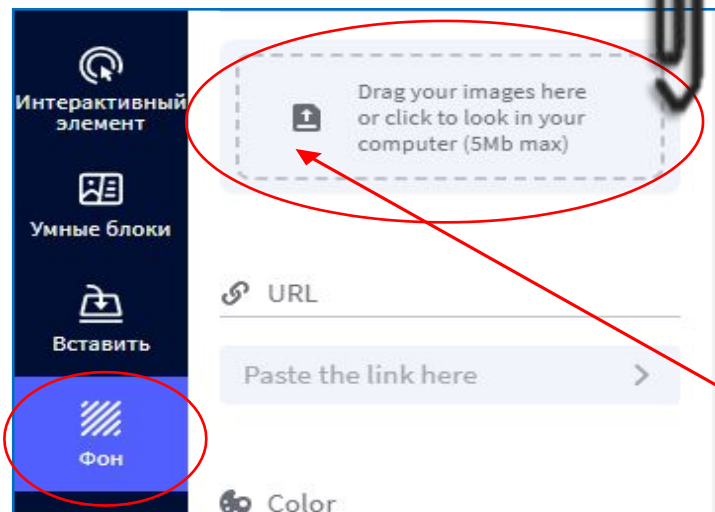 Интерактивный
элемент
Умные блоки
Вставить
Фон
Drag your images here
or click to look in your
computer (5Mb max)
URL
Paste the link here
Color